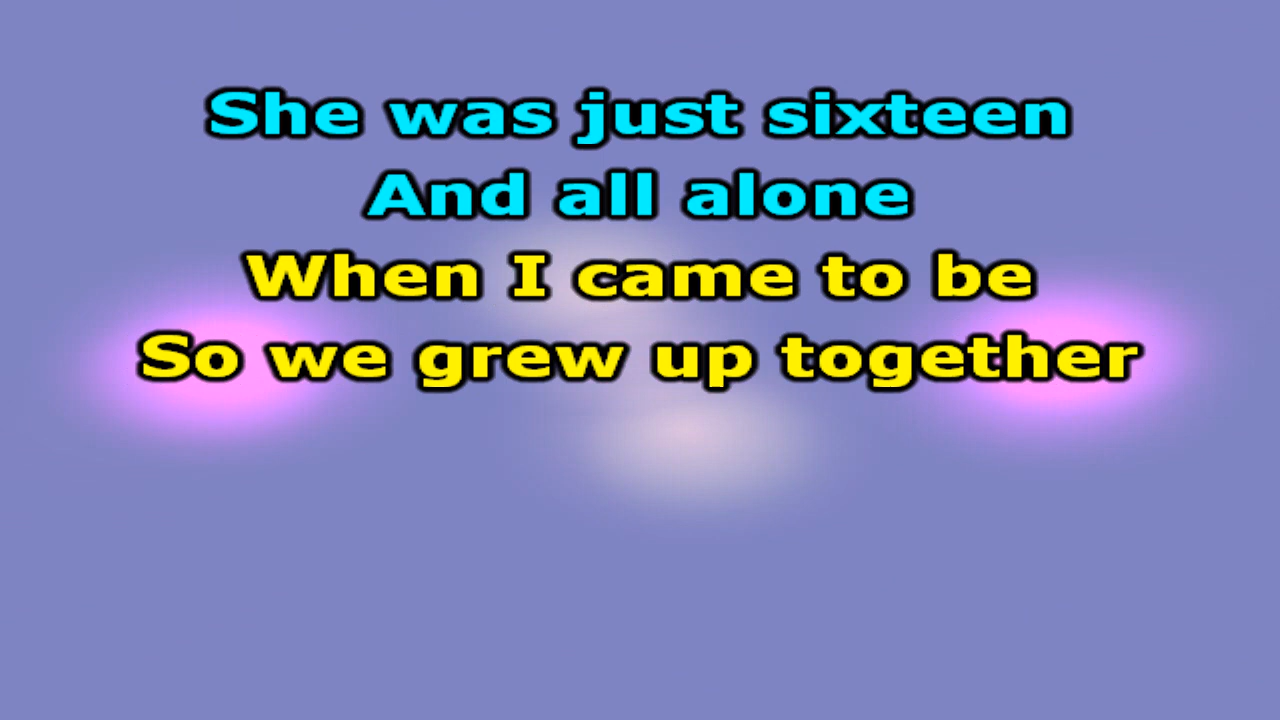 She was just sixteen
And all alone
When I came to be
So we grew up together